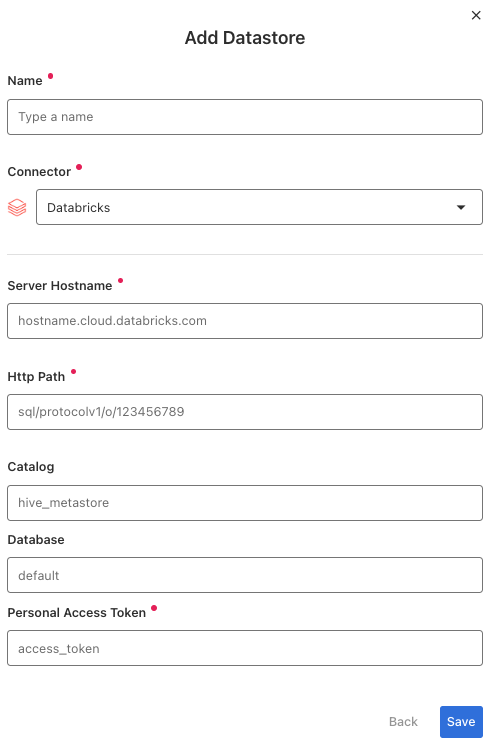 Add Datastore
Name
Type a name
Connector
Databricks
Server Hostname
hostname.cloud.databricks.com
Http Path
sql/protocolv1/o/123456789
Catalog
hive_metastore
Database
default
Personal Access Token
access_token
Back Save